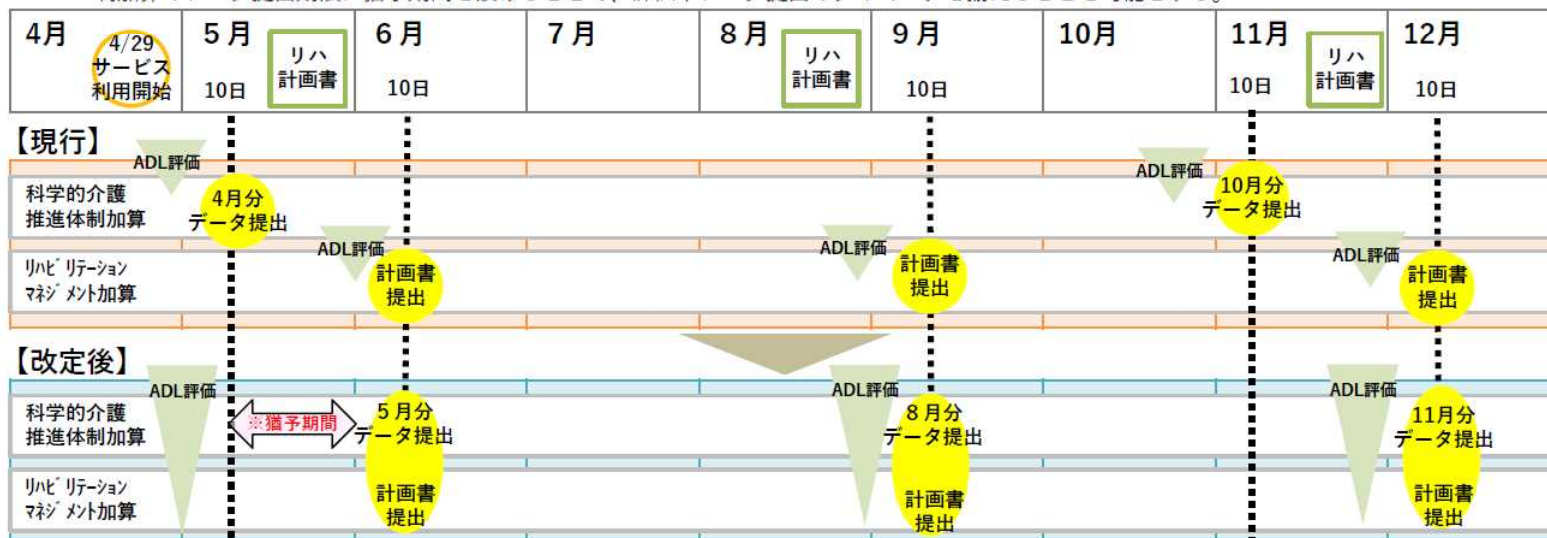 4月
4/29
サービス
利用開始
5月
10日
リハ
計画書
6月
10日
7月
8月
リハ
計画書
9月
10日
10月
11月
10日
リハ
計画書
12月
10日
【現行】
ADL評価
科学的介護
推進体制加算
4月分
データ提出
ADL評価
10月分
データ提出
リハビリテーション
マネジメント加算
ADL評価
計画書
提出
ADL評価
計画書
提出
ADL評価
計画書
提出
【改定後】
ADL評価
ADL評価
ADL評価
科学的介護
推進体制加算
※猶予期間
5月分
データ提出
8月分
データ提出
11月分
データ提出
リハビリテーション
マネジメント加算
計画書
提出
計画書
提出
計画書
提出